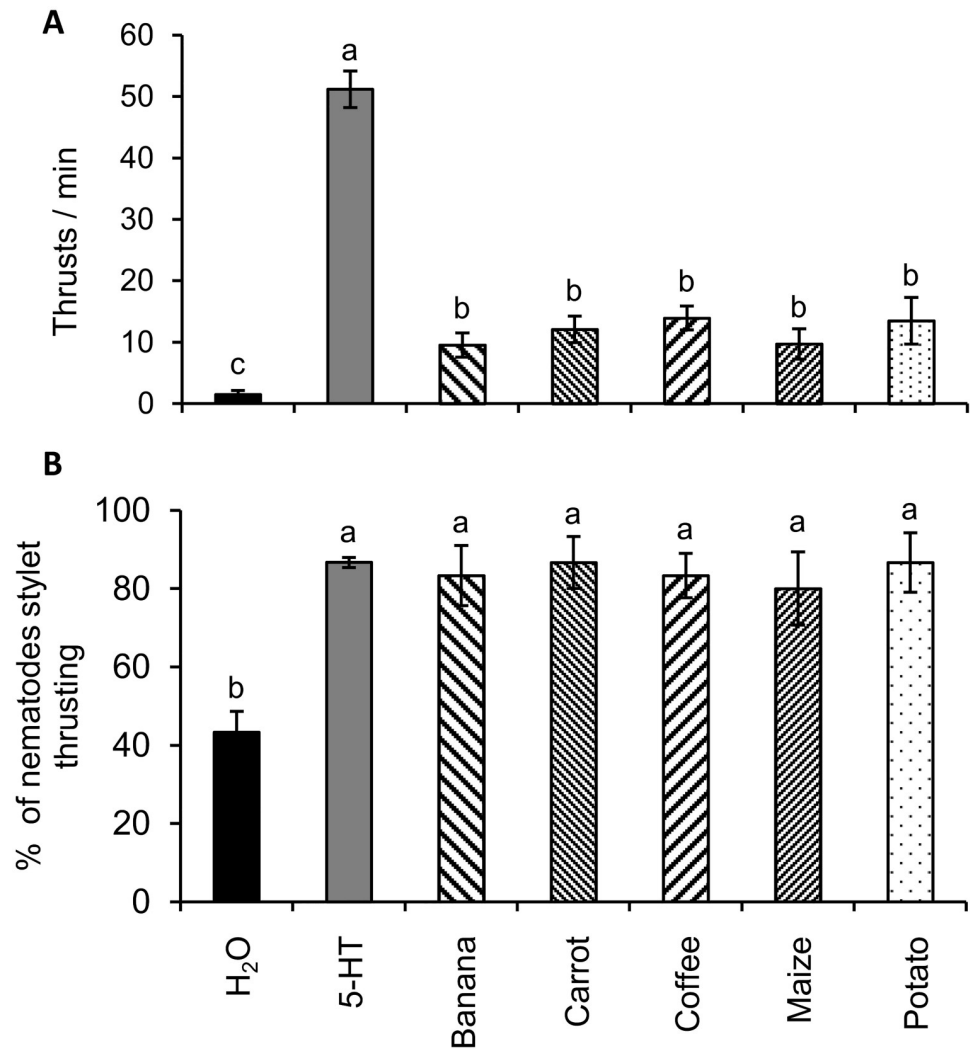 A
60
50
40
30
20
10
0
Thrusts / min
c
a
b
b
b
b
b
B
100
80
60
40
20
0
% of nematodes stylet
thrusting
b
a
a
a
a
a
a
H₂O
5-HT
Banana
Carrot
Coffee
Maize
Potato